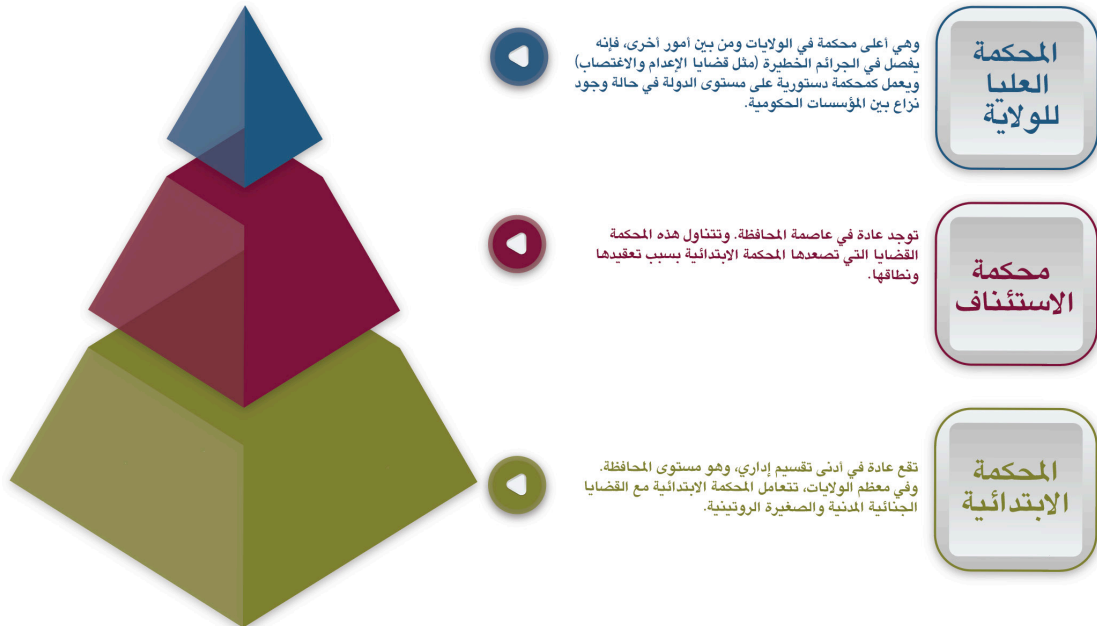 المحكمة
العليا
للولاية
وهي أعلى محكمة في الولايات ومن بين أمور أخرى، فإنه
يفصل في الجرائم الخطيرة (مثل قضايا الإعدام والاغتصاب)
ويعمل كمحكمة دستورية على مستوى الدولة في حالة وجود
نزاع بين المؤسسات الحكومية.
محكمة
الاستئناف
توجد عادة في عاصمة المحافظة. وتتناول هذه المحكمة
القضايا التي تصعدها المحكمة الابتدائية بسبب تعقيدها
ونطاقها.
المحكمة
الابتدائية
تقع عادة في أدنى تقسيم إداري، وهو مستوى المحافظة.
وفي معظم الولايات، تتعامل المحكمة الابتدائية مع القضايا
الجنائية المدنية والصغيرة الروتينية.